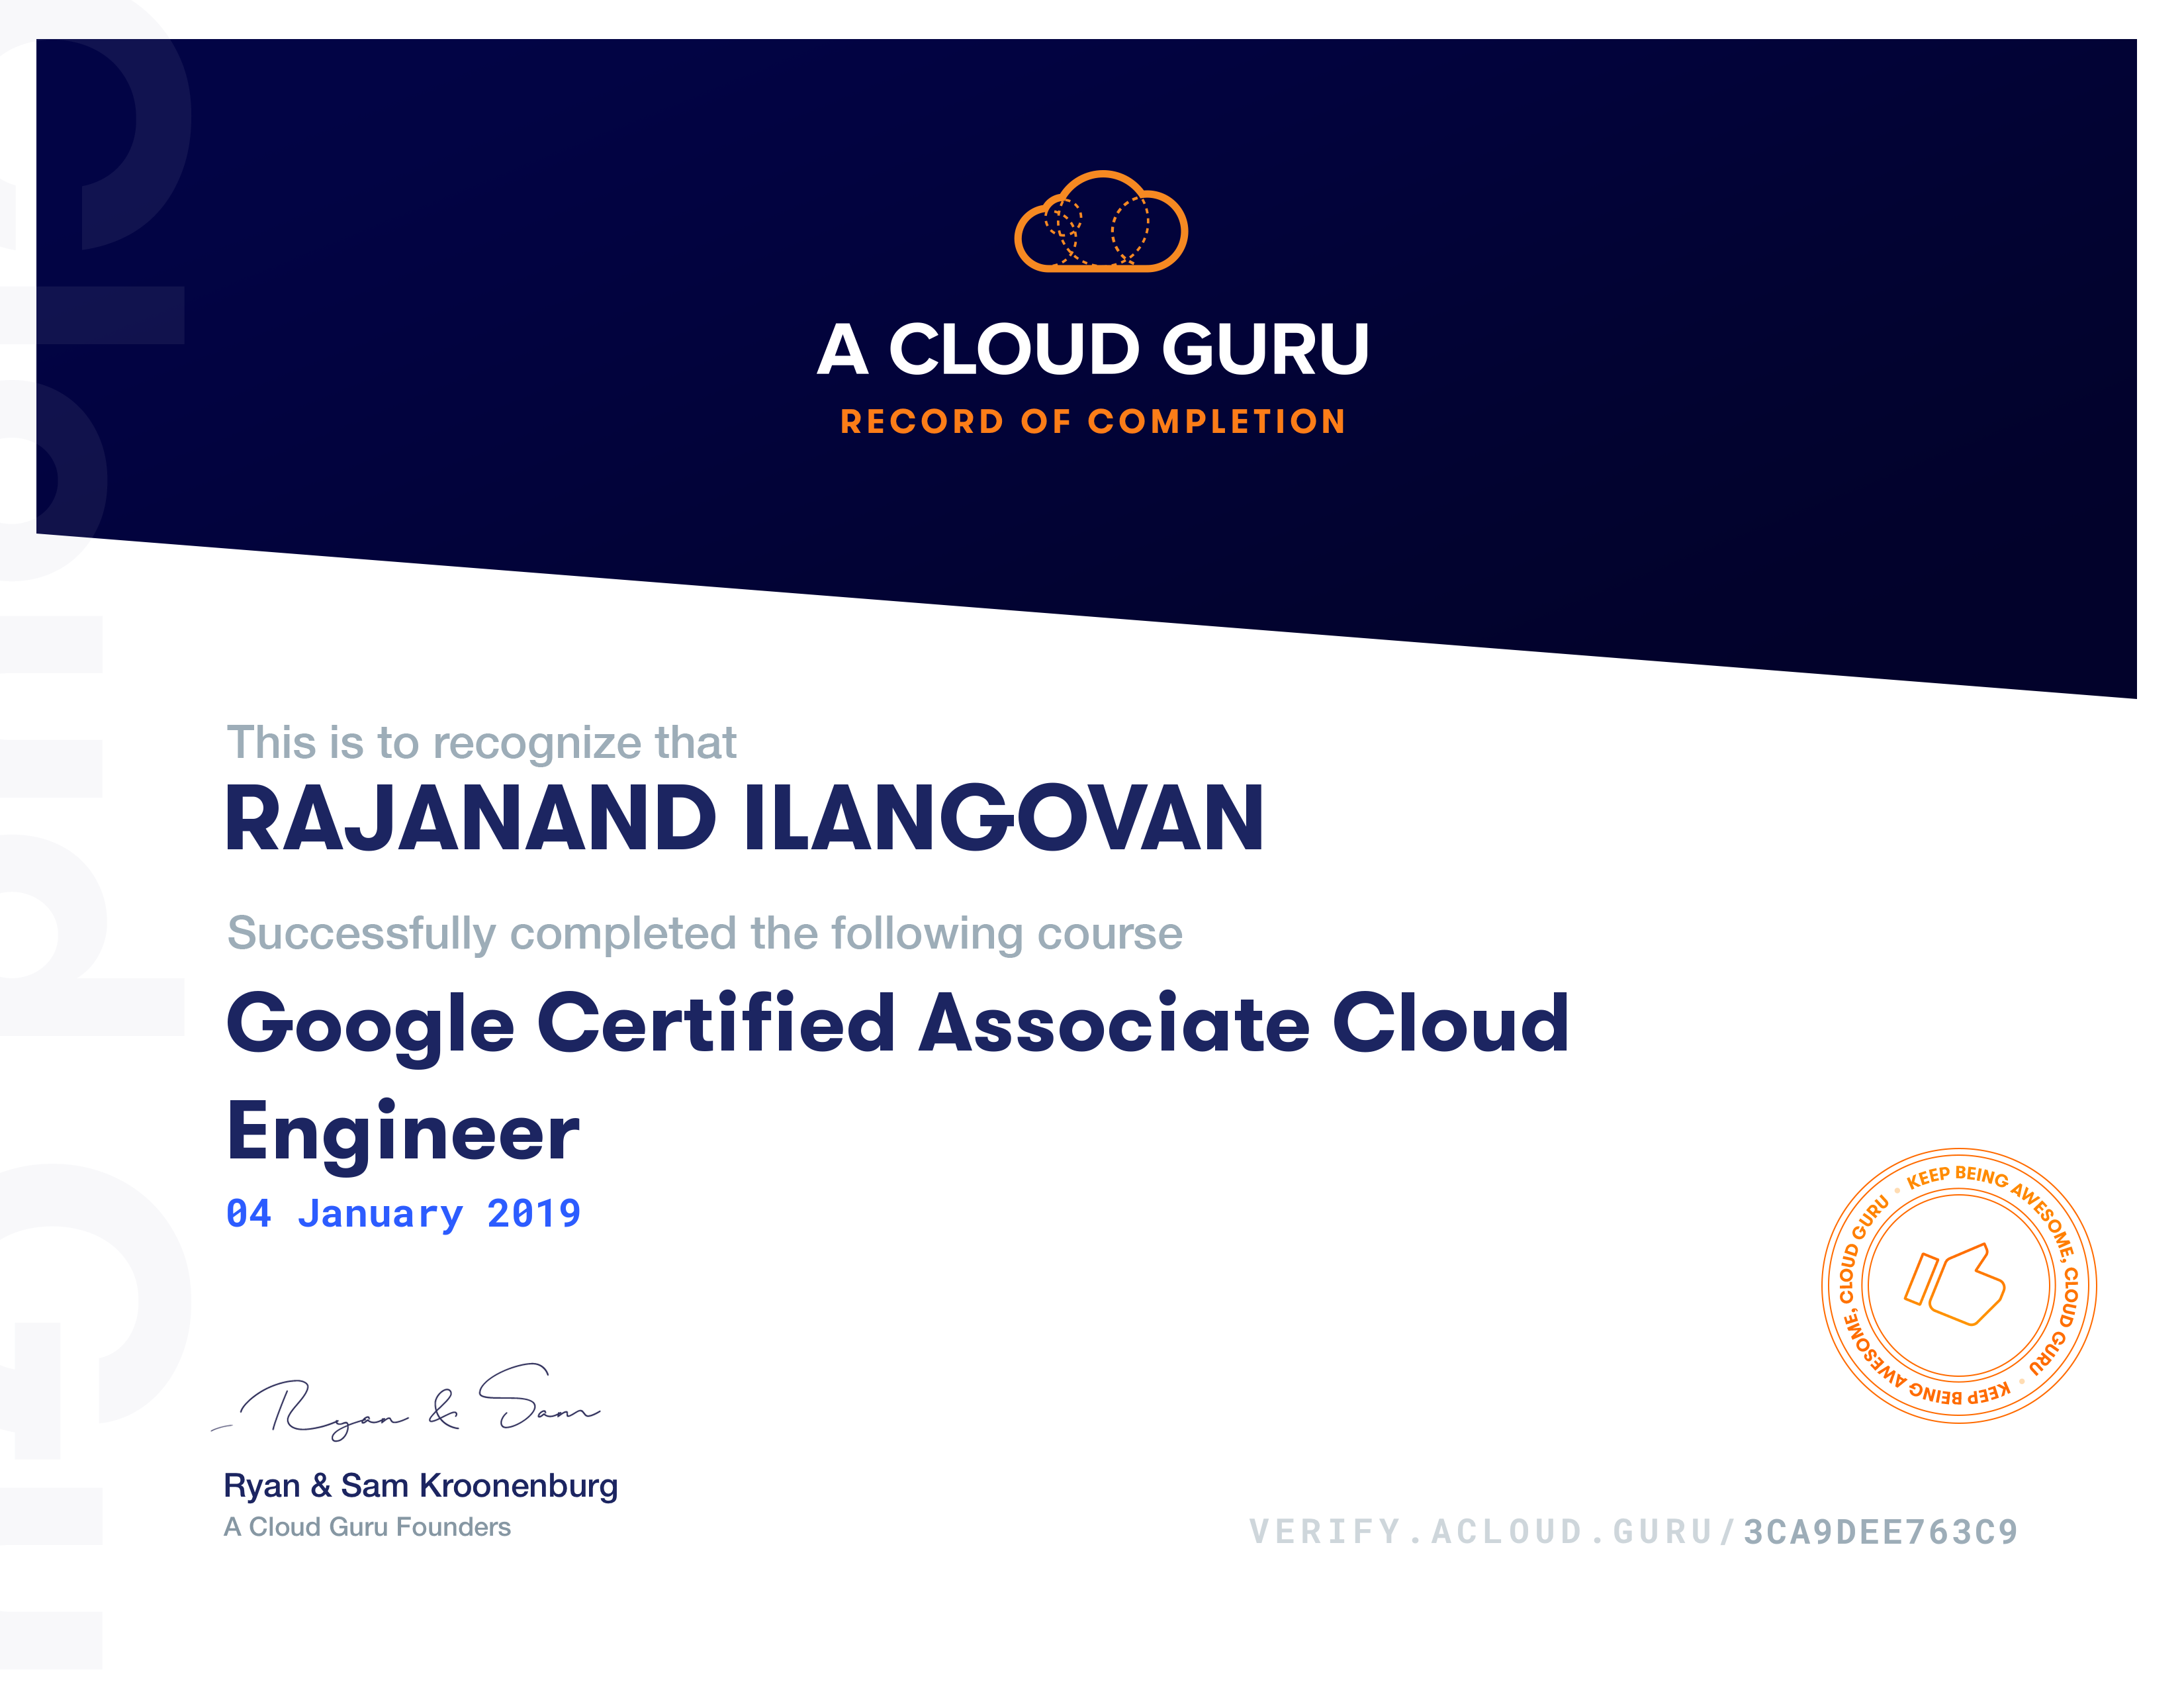 A CLOUD GURU
RECORD OF COMPLETION
This is to recognize that
RAJANAND ILANGOVAN
Successfully completed the following course
Google Certified Associate Cloud
Engineer
04 January 2019
KEEP BEING AWESOME, CLOUD GURU • KEEP BEING AWESOME, CLOUD GURU •
Ryan & Sam
Ryan & Sam Kroonenburg
A Cloud Guru Founders
VERIFY.ACLOUD.GURU/3CA9DEE763C9